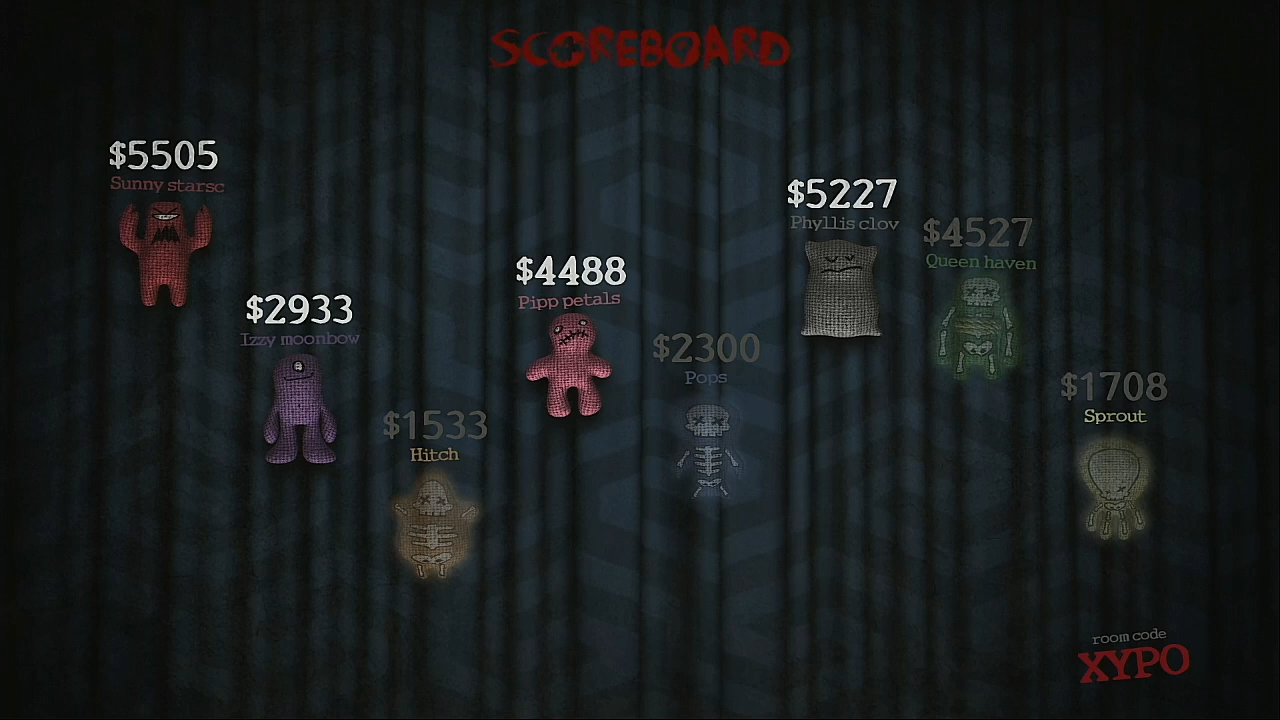 SCOREBOARD
$5505
Sunny starsc
$2933
Izzy moonbow
$1533
Hitch
$4488
Pipp petals
$2300
Pops
$5227
Phyllis clov
$4527
Queen haven
$1708
Sprout
room code
XYPO